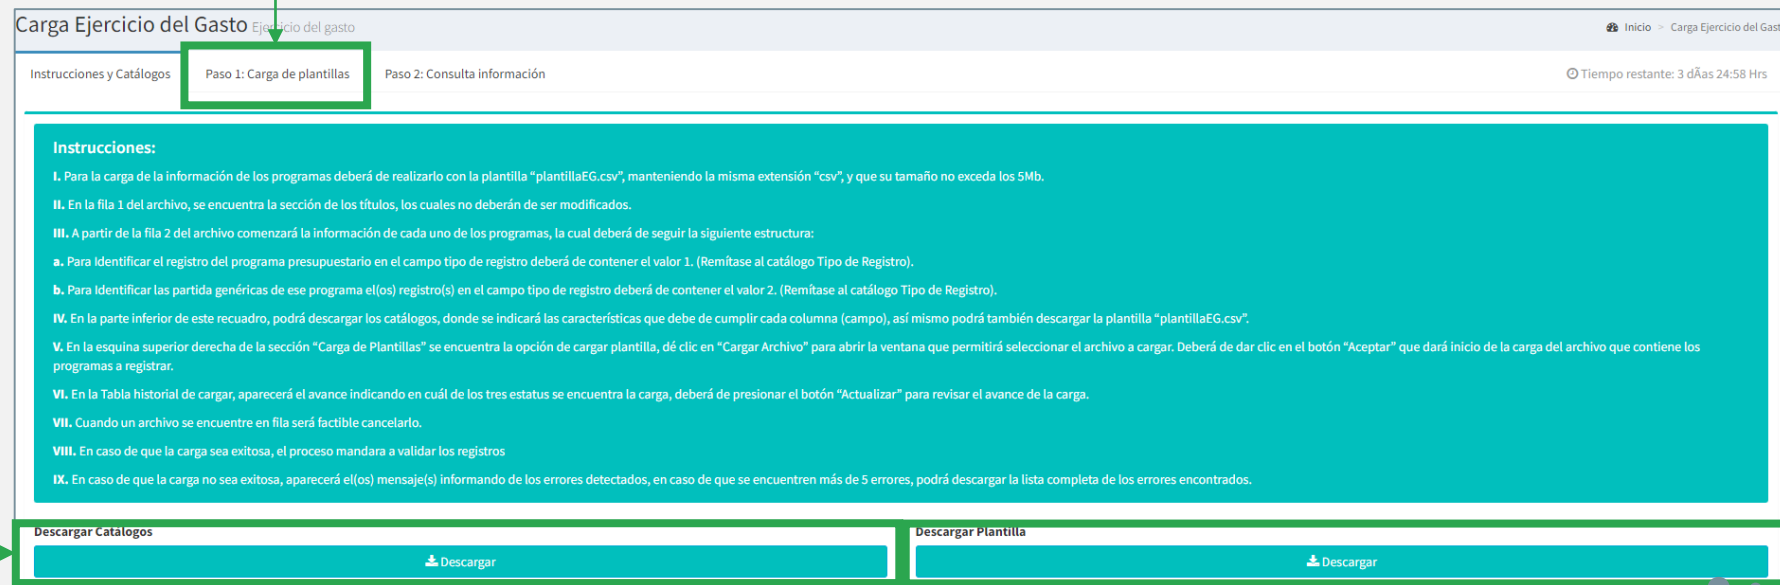 Carga Ejercicio del Gasto Ejercicio del gasto
Inicio > Carga Ejercicio del Gast
Instrucciones y Catálogos
Paso 1: Carga de plantillas
Paso 2: Consulta información
Tiempo restante: 3 dÃas 24:58 Hrs
Instrucciones:
I. Para la carga de la información de los programas deberá de realizarlo con la plantilla “plantillaEG.csv”, manteniendo la misma extensión “csv”, y que su tamaño no exceda los 5Mb.
II. En la fila 1 del archivo, se encuentra la sección de los títulos, los cuales no deberán de ser modificados.
III. A partir de la fila 2 del archivo comenzará la información de cada uno de los programas, la cual deberá de seguir la siguiente estructura:
a. Para Identificar el registro del programa presupuestario en el campo tipo de registro deberá de contener el valor 1. (Remítase al catálogo Tipo de Registro).
b. Para Identificar las partida genéricas de ese programa el(os) registro(s) en el campo tipo de registro deberá de contener el valor 2. (Remítase al catálogo Tipo de Registro).
IV. En la parte inferior de este recuadro, podrá descargar los catálogos, donde se indicará las características que debe de cumplir cada columna (campo), así mismo podrá también descargar la plantilla “plantillaEG.csv”.
V. En la esquina superior derecha de la sección “Carga de Plantillas” se encuentra la opción de cargar plantilla, dé clic en “Cargar Archivo” para abrir la ventana que permitirá seleccionar el archivo a cargar. Deberá de dar clic en el botón “Aceptar” que dará inicio de la carga del archivo que contiene los
programas a registrar.
VI. En la Tabla historial de cargar, aparecerá el avance indicando en cuál de los tres estatus se encuentra la carga, deberá de presionar el botón “Actualizar” para revisar el avance de la carga.
VII. Cuando un archivo se encuentre en fila será factible cancelarlo.
VIII. En caso de que la carga sea exitosa, el proceso mandara a validar los registros
IX. En caso de que la carga no sea exitosa, aparecerá el(os) mensaje(s) informando de los errores detectados, en caso de que se encuentren más de 5 errores, podrá descargar la lista completa de los errores encontrados.
Descargar Catálogos
Descargar
Descargar Plantilla
Descargar